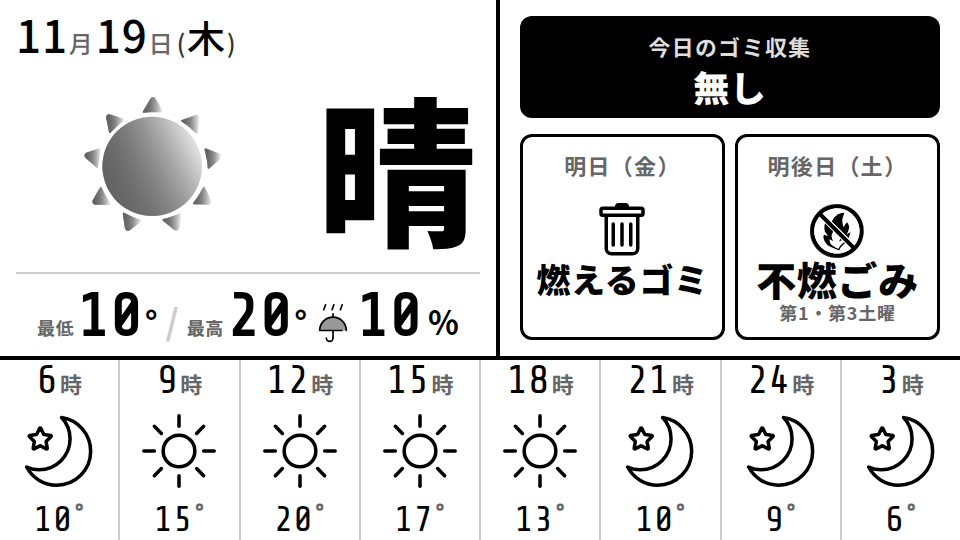 11月19日(木)
晴
最低 10° / 最高 20° 10%
今日のゴミ収集
無し
明日（金）
燃えるゴミ
明後日（土）
不燃ごみ
第1・第3土曜
6時 9時 12時 15時 18時 21時 24時 3時
10° 15° 20° 17° 13° 10° 9° 6°